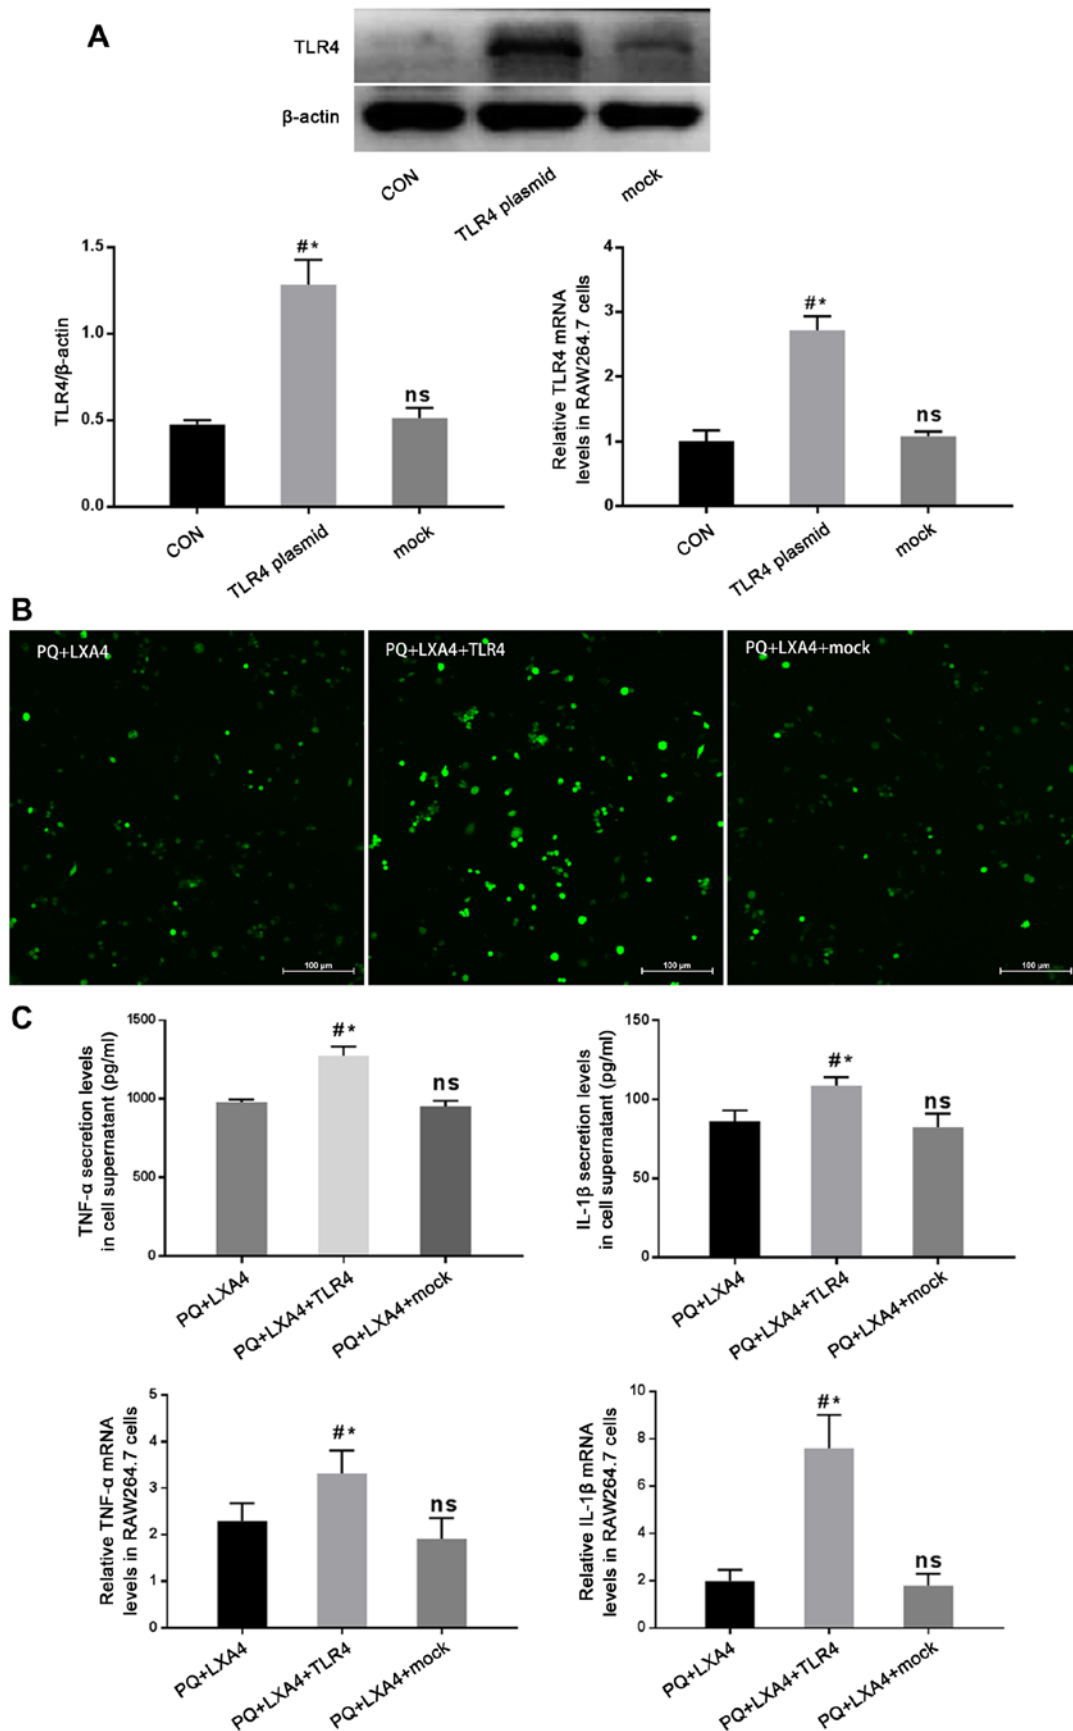 A
TLR4
β-actin
CON
TLR4 plasmid
mock
TLR4/β-actin
1.5
1.0
0.5
0.0
#*
ns
CON
TLR4 plasmid
mock
Relative TLR4 mRNA
levels in RAW264.7 cells
4
3
2
1
0
#*
ns
CON
TLR4 plasmid
mock
B
PQ+LXA4
100 μm
PQ+LXA4+TLR4
100 μm
PQ+LXA4+mock
100 μm
C
TNF-α secretion levels
in cell supernatant (pg/ml)
1500
1000
500
0
#*
ns
PQ+LXA4
PQ+LXA4+TLR4
PQ+LXA4+mock
IL-1β secretion levels
in cell supernatant (pg/ml)
150
100
50
0
#*
ns
PQ+LXA4
PQ+LXA4+TLR4
PQ+LXA4+mock
Relative TNF-α mRNA
levels in RAW264.7 cells
5
4
3
2
1
0
#*
ns
PQ+LXA4
PQ+LXA4+TLR4
PQ+LXA4+mock
Relative IL-1β mRNA
levels in RAW264.7 cells
10
8
6
4
2
0
#*
ns
PQ+LXA4
PQ+LXA4+TLR4
PQ+LXA4+mock